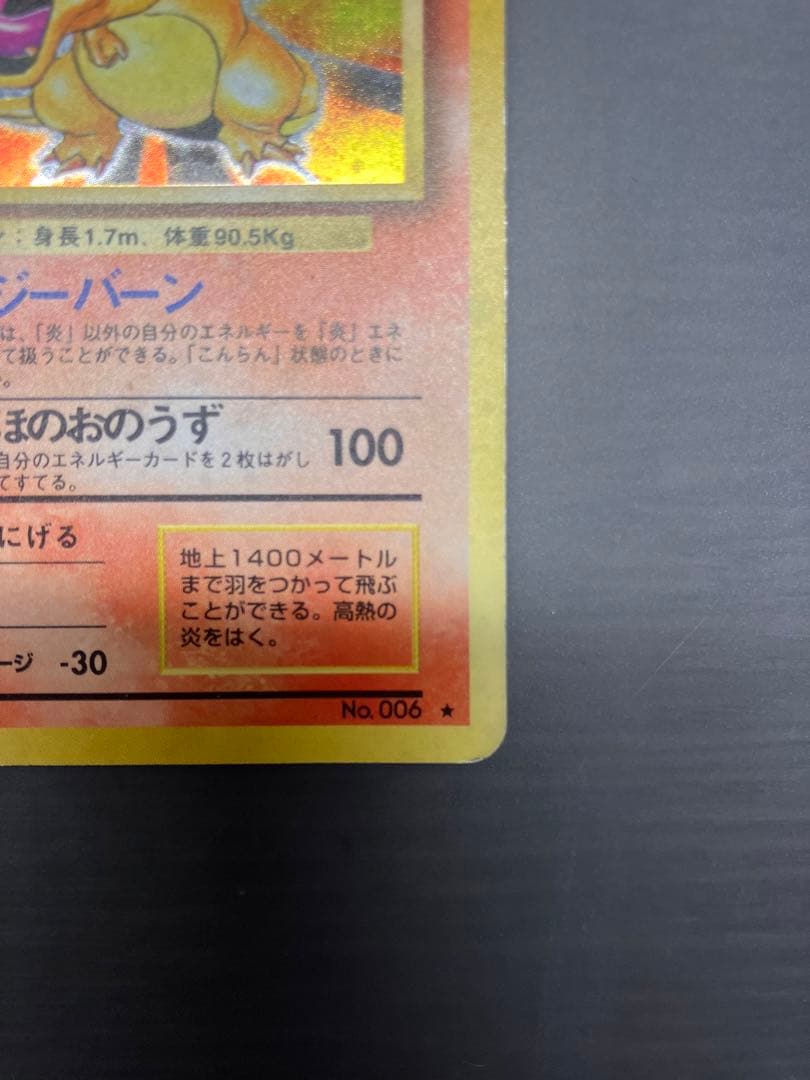 ：身長1.7m、体重90.5Kg
ジーバーン
は、「炎」以外の自分のエネルギーを「炎」エネ
て扱うことができる。「こんらん」状態のときに
。
ほのおのうず 100
自分のエネルギーカードを２枚はがし
てすてる。
にげる
地上1400メートル
まで羽をつかって飛ぶ
ことができる。高熱の
炎をはく。
ージ -30
No. 006 ★